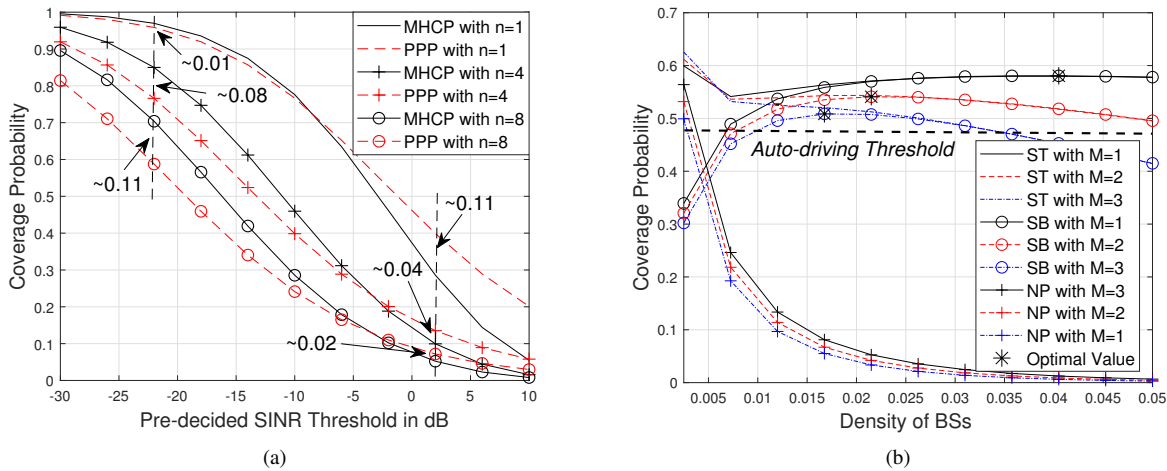 1
0.9
0.8
0.7
0.6
0.5
0.4
0.3
0.2
0.1
0
-30
-25
-20
-15
-10
-5
0
5
10
Coverage Probability
Pre-decided SINR Threshold in dB
MHCP with n=1
PPP with n=1
MHCP with n=4
PPP with n=4
MHCP with n=8
PPP with n=8
~0.01
~0.08
~0.11
~0.11
~0.04
~0.02
(a)
0.7
0.6
0.5
0.4
0.3
0.2
0.1
0
0.005
0.01
0.015
0.02
0.025
0.03
0.035
0.04
0.045
0.05
Coverage Probability
Density of BSs
Auto-driving Threshold
ST with M=1
ST with M=2
ST with M=3
SB with M=1
SB with M=2
SB with M=3
NP with M=3
NP with M=2
NP with M=1
Optimal Value
(b)